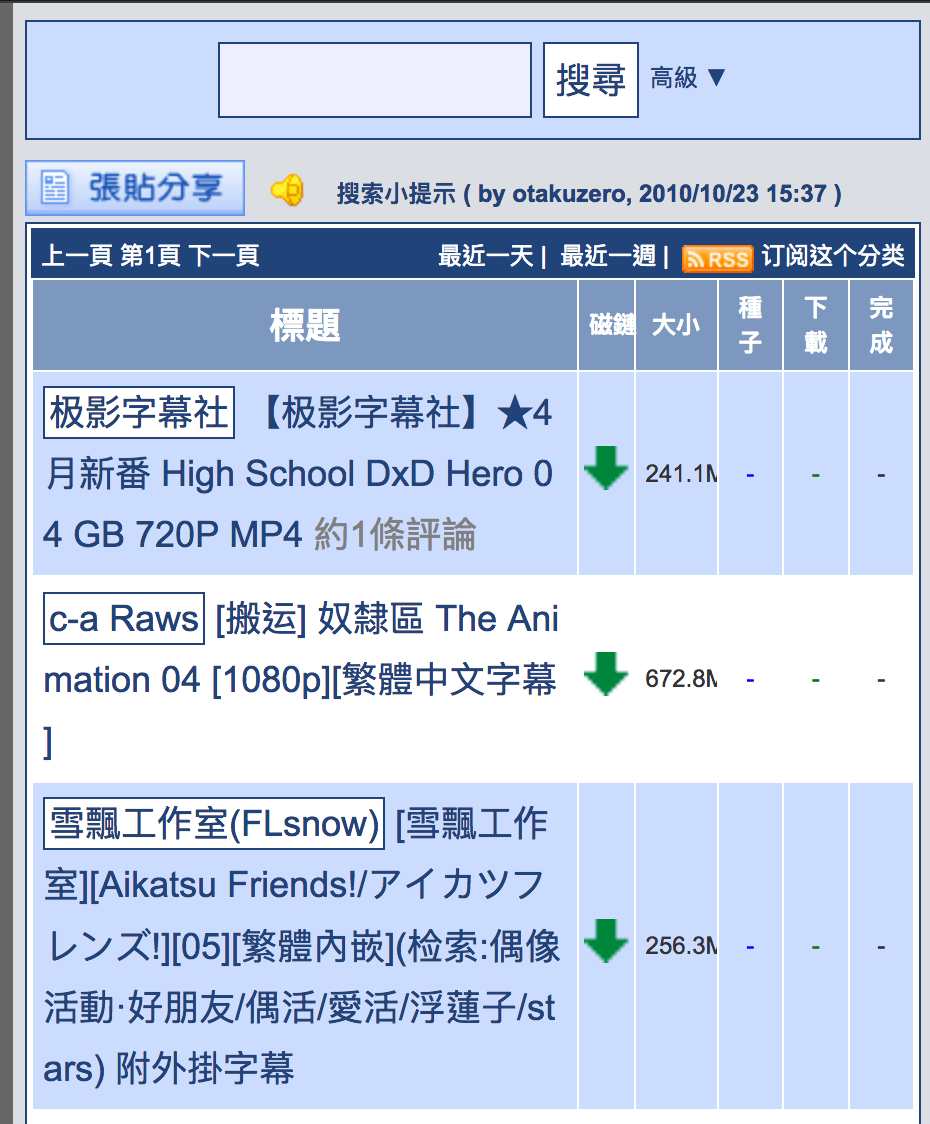 搜尋 高級 ▼
張貼分享 搜索小提示 ( by otakuzero, 2010/10/23 15:37 )
上一頁 第1頁 下一頁 最近一天 | 最近一週 | RSS 订阅这个分类
標題 磁鏈 大小 種子 下載 完成
极影字幕社 【极影字幕社】★4
月新番 High School DxD Hero 0
4 GB 720P MP4 約1條評論
241.1M - - -
c-a Raws [搬运] 奴隸區 The Ani
mation 04 [1080p][繁體中文字幕
]
672.8M - - -
雪飄工作室(FLsnow) [雪飄工作
室][Aikatsu Friends!/アイカツフ
レンズ!][05][繁體內嵌](检索:偶像
活動·好朋友/偶活/愛活/浮蓮子/st
ars) 附外掛字幕
256.3M - - -